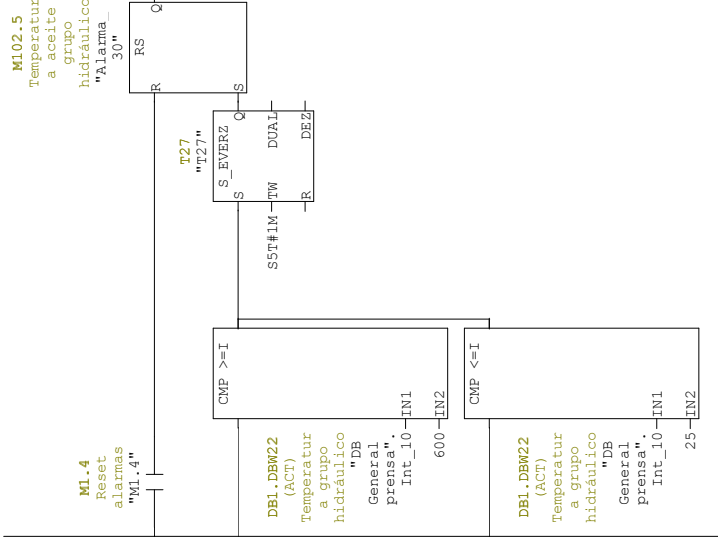 M1.4
Reset
alarmas
"M1.4"
M102.5
Temperatur
a aceite
grupo
hidráulico
"Alarma_
30"
RS
R
Q
S
T27
"T27"
S_EVERZ
S
Q
S5T#1M
TW
DUAL
R
DEZ
CMP >=I
DB1.DBW22
(ACT)
Temperatur
a grupo
hidráulico
"DB
General
prensa".
Int_10
IN1
600
IN2
CMP <=I
DB1.DBW22
(ACT)
Temperatur
a grupo
hidráulico
"DB
General
prensa".
Int_10
IN1
25
IN2